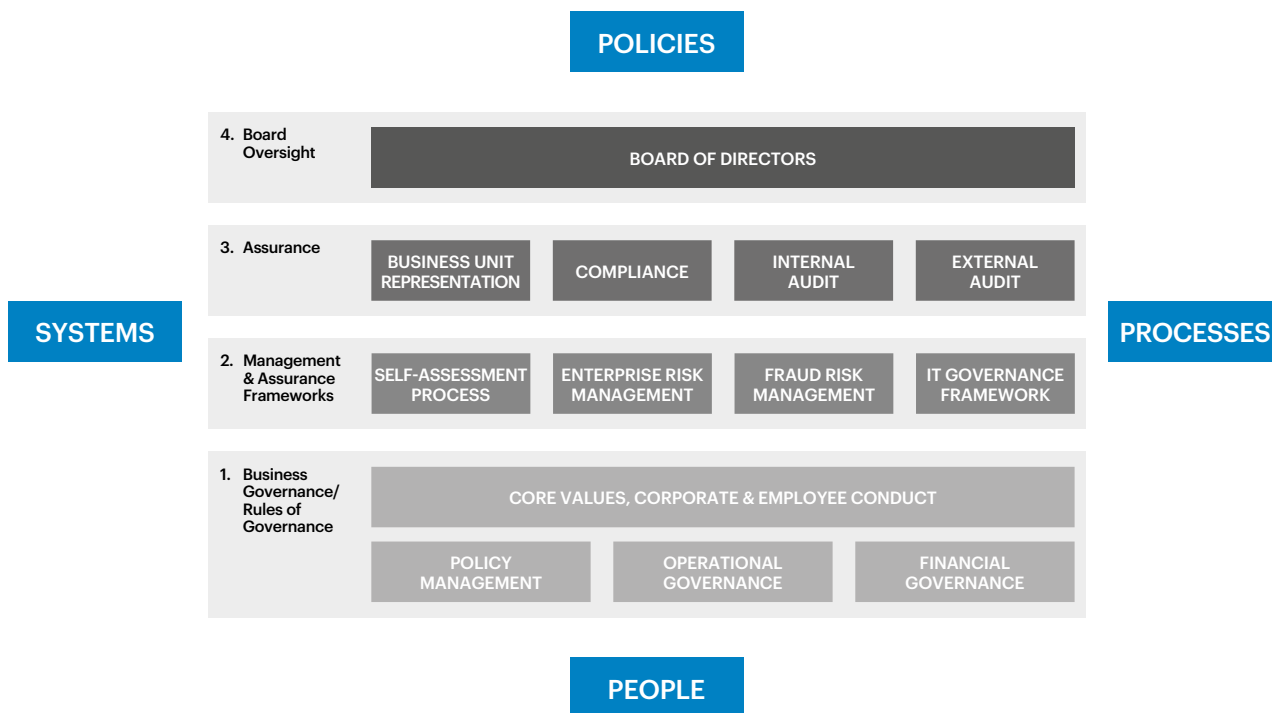 POLICIES
4. Board
Oversight
BOARD OF DIRECTORS
3. Assurance
BUSINESS UNIT
REPRESENTATION
COMPLIANCE
INTERNAL
AUDIT
EXTERNAL
AUDIT
SYSTEMS
PROCESSES
2. Management
& Assurance
Frameworks
SELF-ASSESSMENT
PROCESS
ENTERPRISE RISK
MANAGEMENT
FRAUD RISK
MANAGEMENT
IT GOVERNANCE
FRAMEWORK
1. Business
Governance/
Rules of
Governance
CORE VALUES, CORPORATE & EMPLOYEE CONDUCT
POLICY
MANAGEMENT
OPERATIONAL
GOVERNANCE
FINANCIAL
GOVERNANCE
PEOPLE